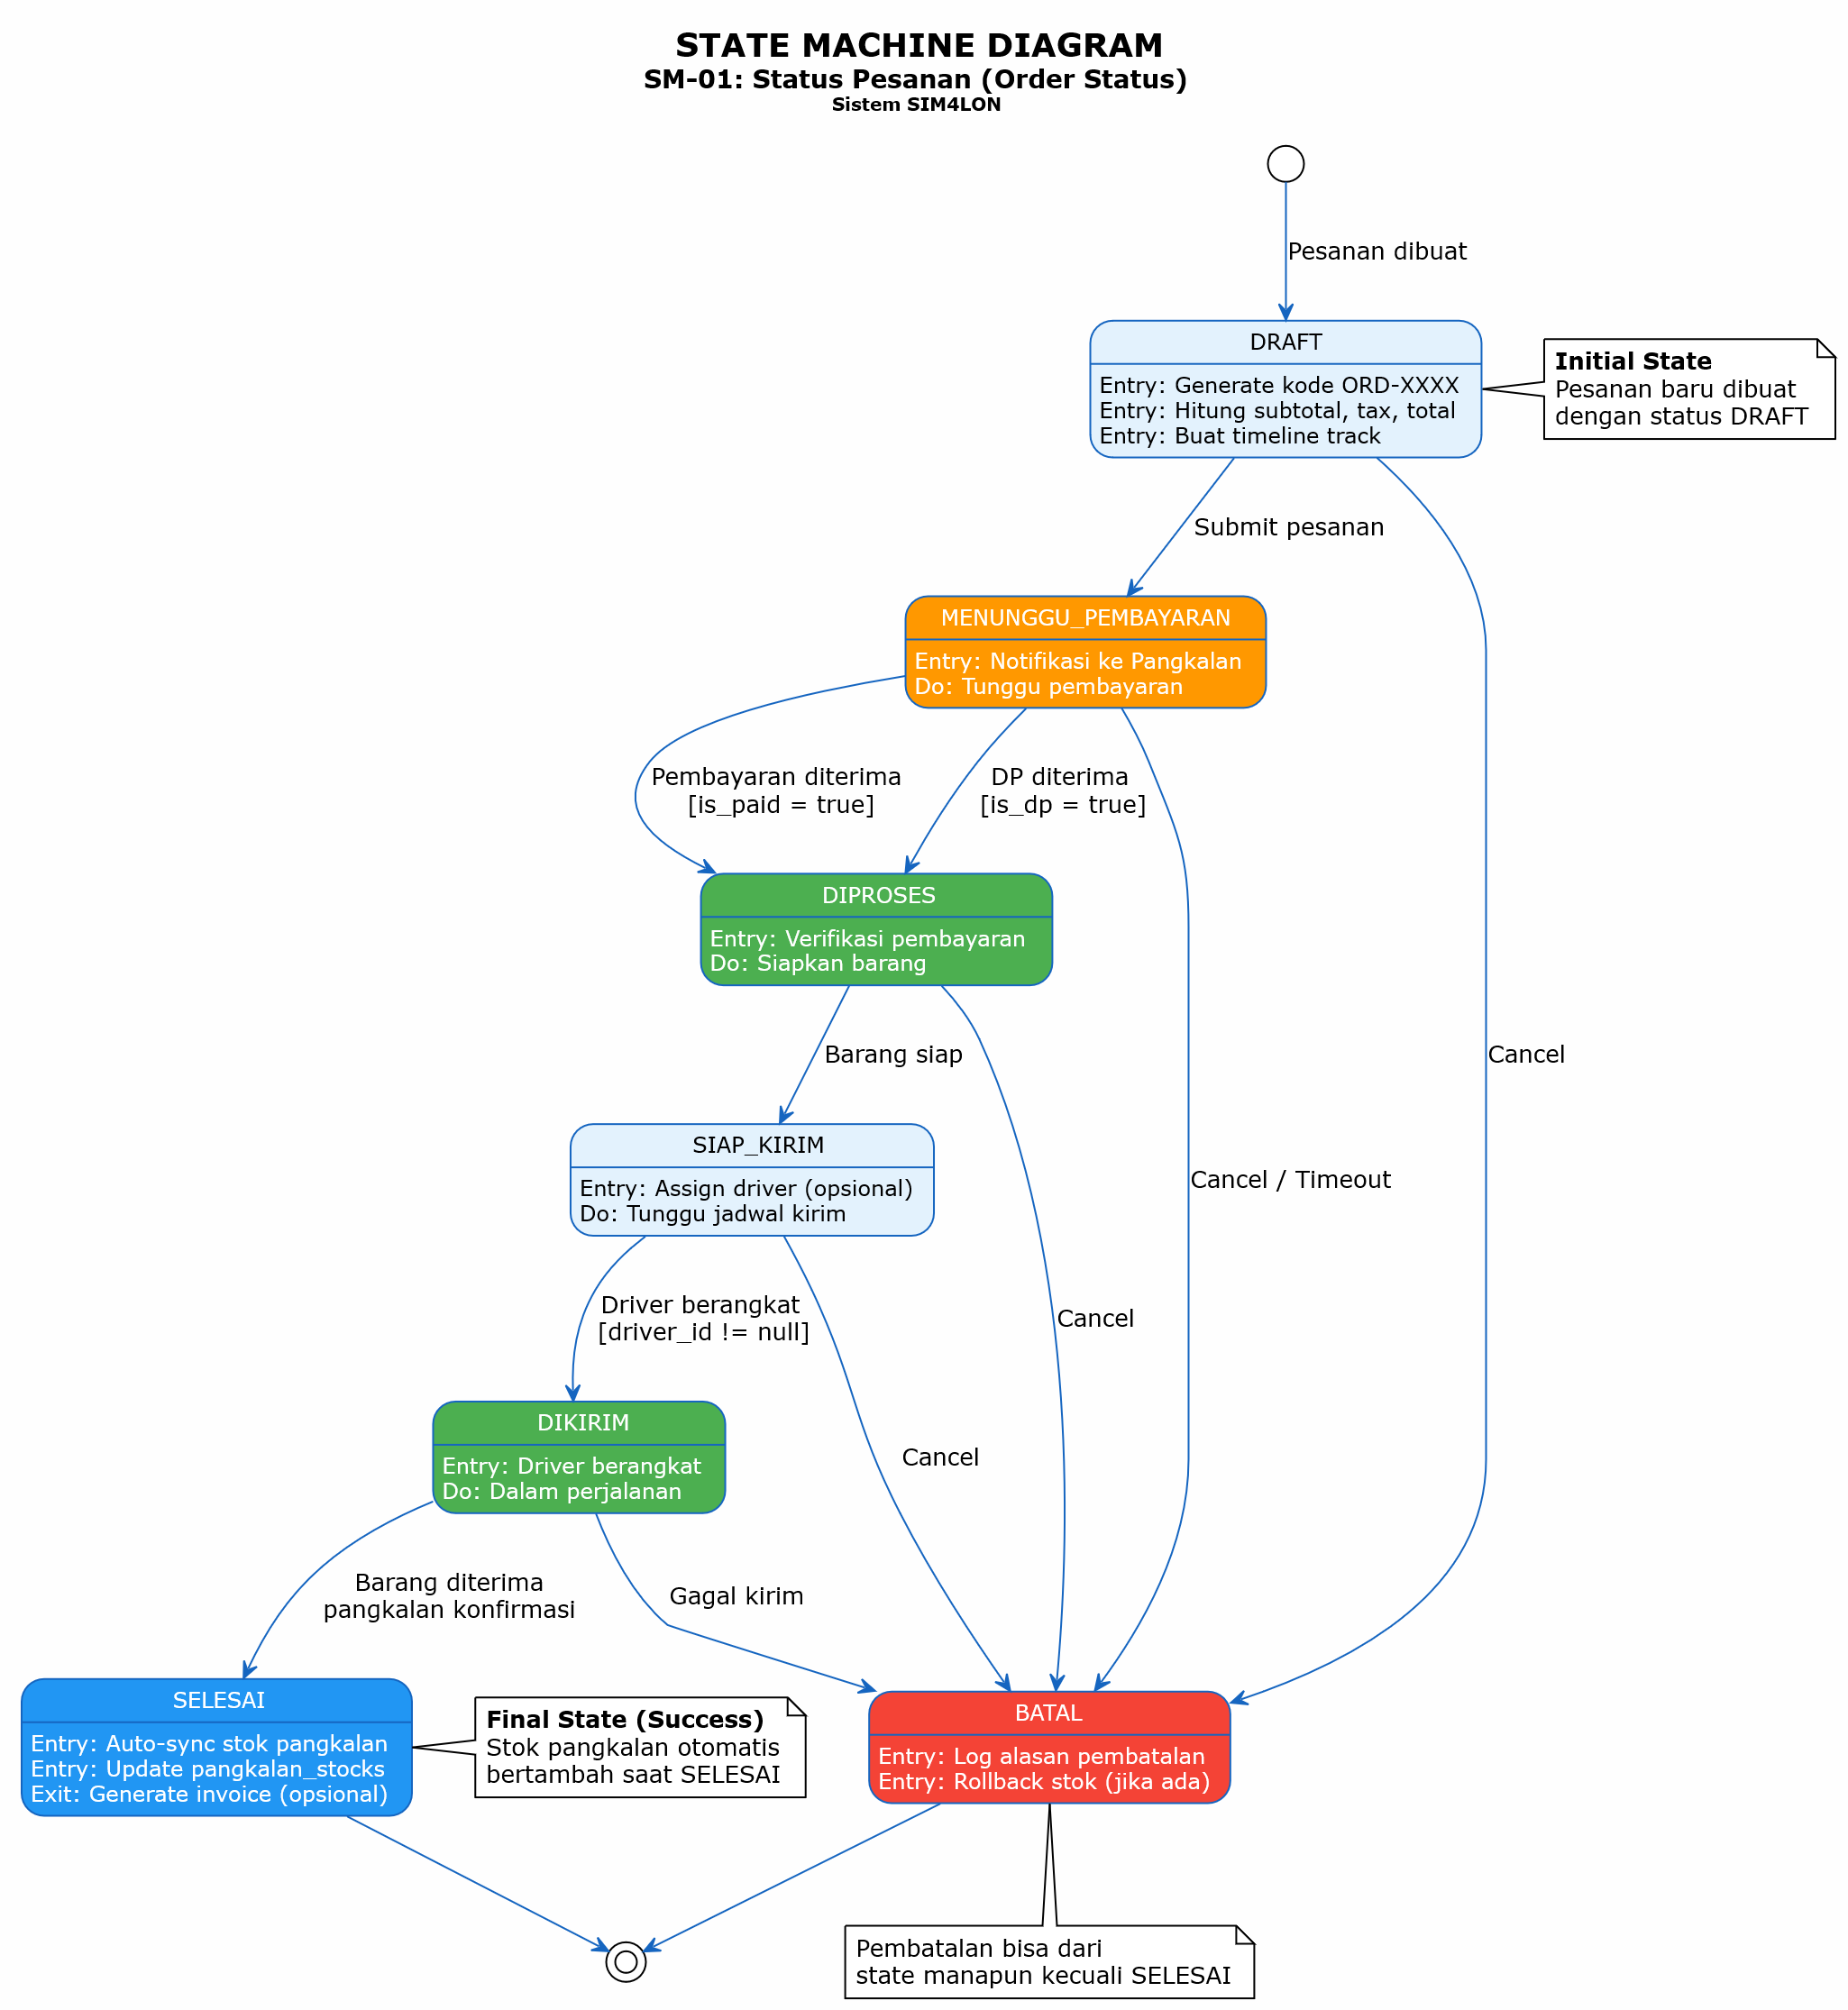 STATE MACHINE DIAGRAM
SM-01: Status Pesanan (Order Status)
Sistem SIM4LON
Pesanan dibuat
DRAFT
Entry: Generate kode ORD-XXXX
Entry: Hitung subtotal, tax, total
Entry: Buat timeline track
Initial State
Pesanan baru dibuat
dengan status DRAFT
Submit pesanan
MENUNGGU_PEMBAYARAN
Entry: Notifikasi ke Pangkalan
Do: Tunggu pembayaran
Pembayaran diterima
[is_paid = true]
DP diterima
[is_dp = true]
DIPROSES
Entry: Verifikasi pembayaran
Do: Siapkan barang
Barang siap
Cancel
SIAP_KIRIM
Entry: Assign driver (opsional)
Do: Tunggu jadwal kirim
Cancel / Timeout
Driver berangkat
[driver_id != null]
Cancel
DIKIRIM
Entry: Driver berangkat
Do: Dalam perjalanan
Cancel
Barang diterima
pangkalan konfirmasi
Gagal kirim
SELESAI
Entry: Auto-sync stok pangkalan
Entry: Update pangkalan_stocks
Exit: Generate invoice (opsional)
Final State (Success)
Stok pangkalan otomatis
bertambah saat SELESAI
BATAL
Entry: Log alasan pembatalan
Entry: Rollback stok (jika ada)
Pembatalan bisa dari
state manapun kecuali SELESAI